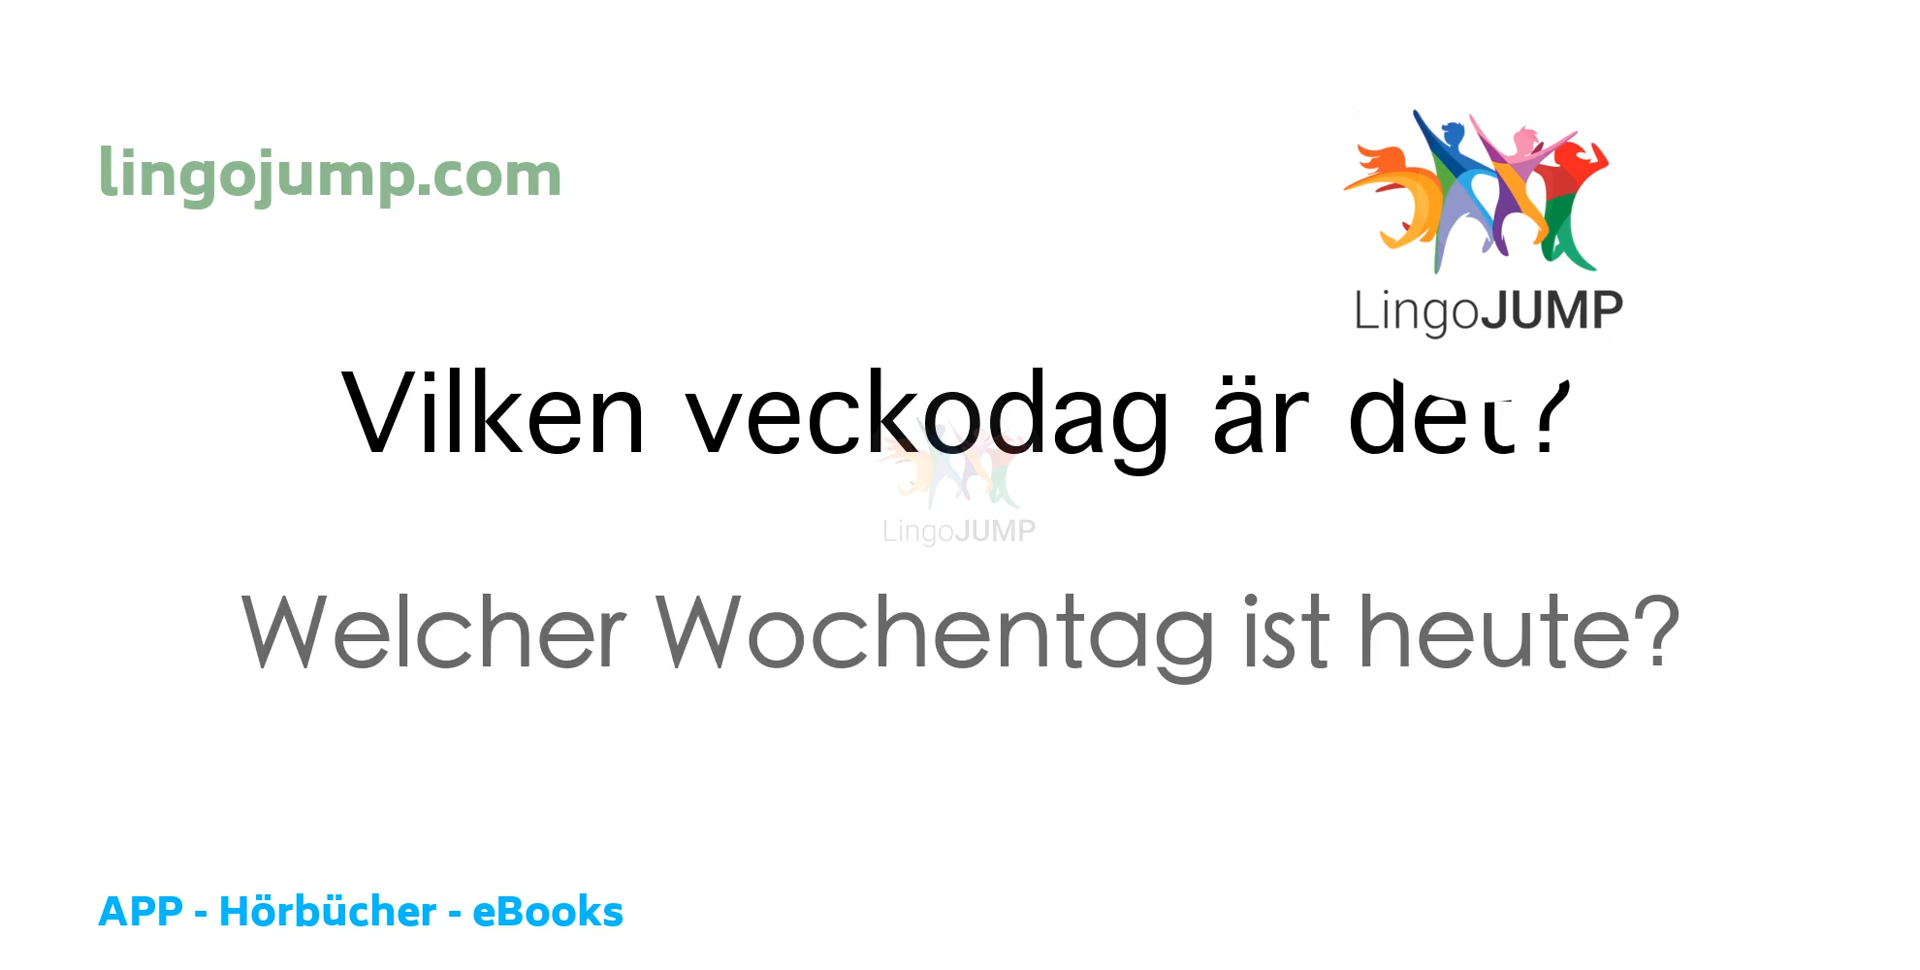 lingojump.com
LingoJUMP
Vilken veckodag är det?
LingoJUMP
Welcher Wochentag ist heute?
APP - Hörbücher - eBooks